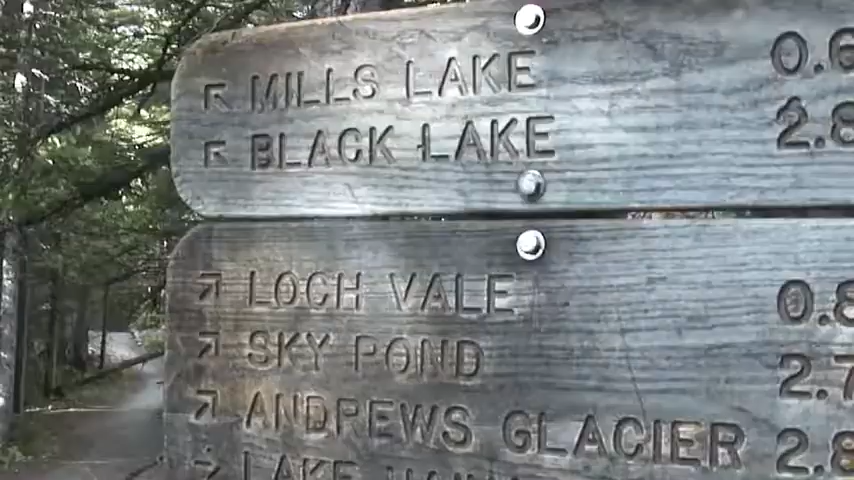 ↖ MILLS LAKE 0.6
↖ BLACK LAKE 2.8
↗ LOCH VALE 0.8
↗ SKY POND 2.7
↗ ANDREWS GLACIER 2.8
↗ LAKE